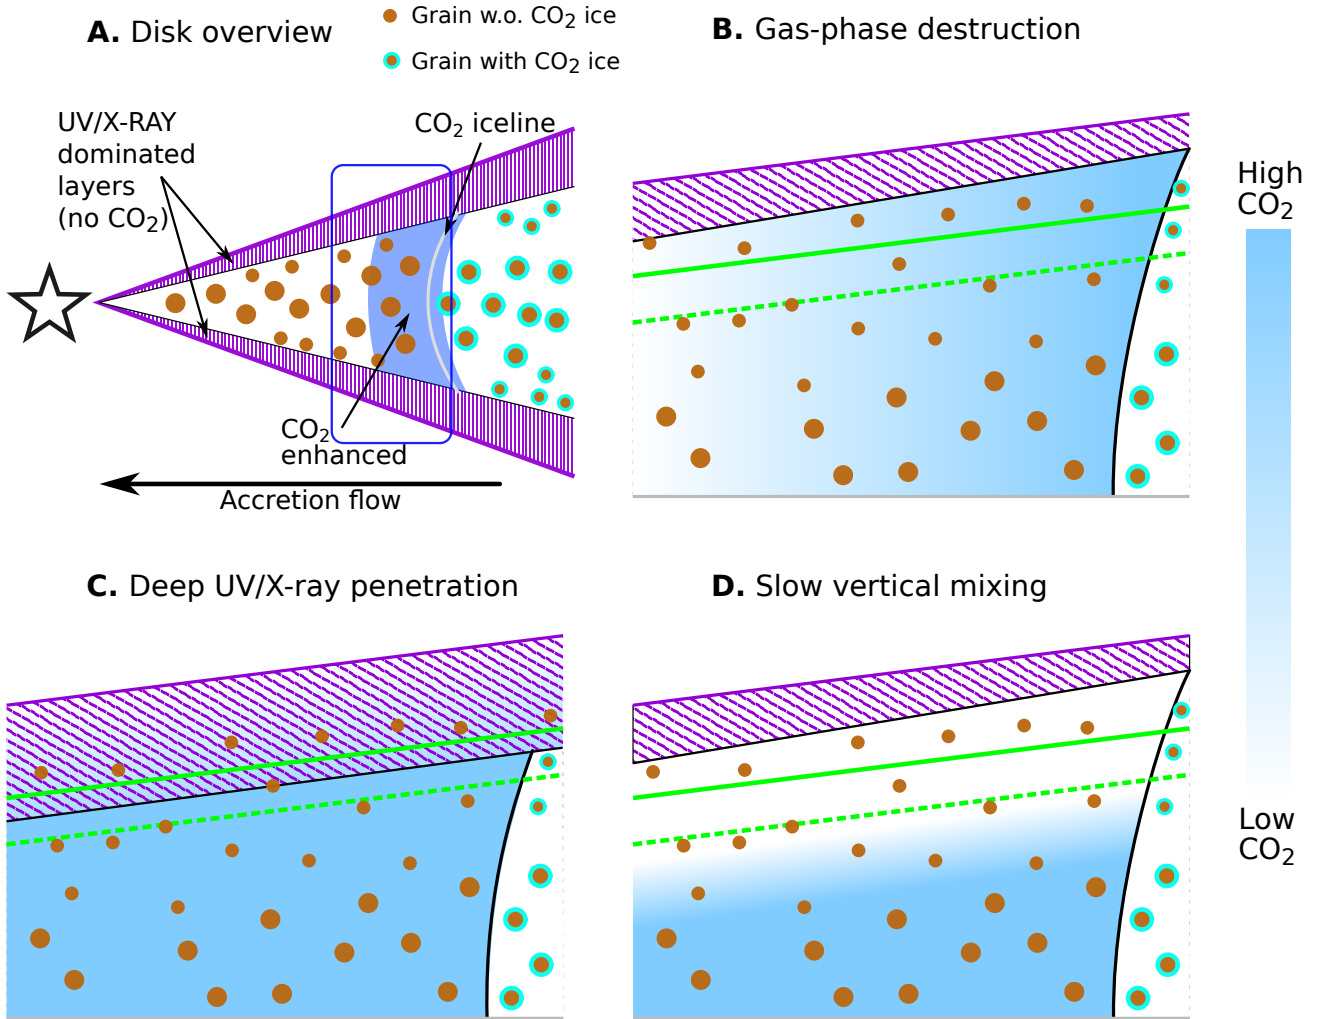 A. Disk overview
Grain w.o. CO2 ice
Grain with CO2 ice
UV/X-RAY
dominated
layers
(no CO2)
CO2 iceline
CO2
enhanced
Accretion flow
B. Gas-phase destruction
High
CO2
Low
CO2
C. Deep UV/X-ray penetration
D. Slow vertical mixing